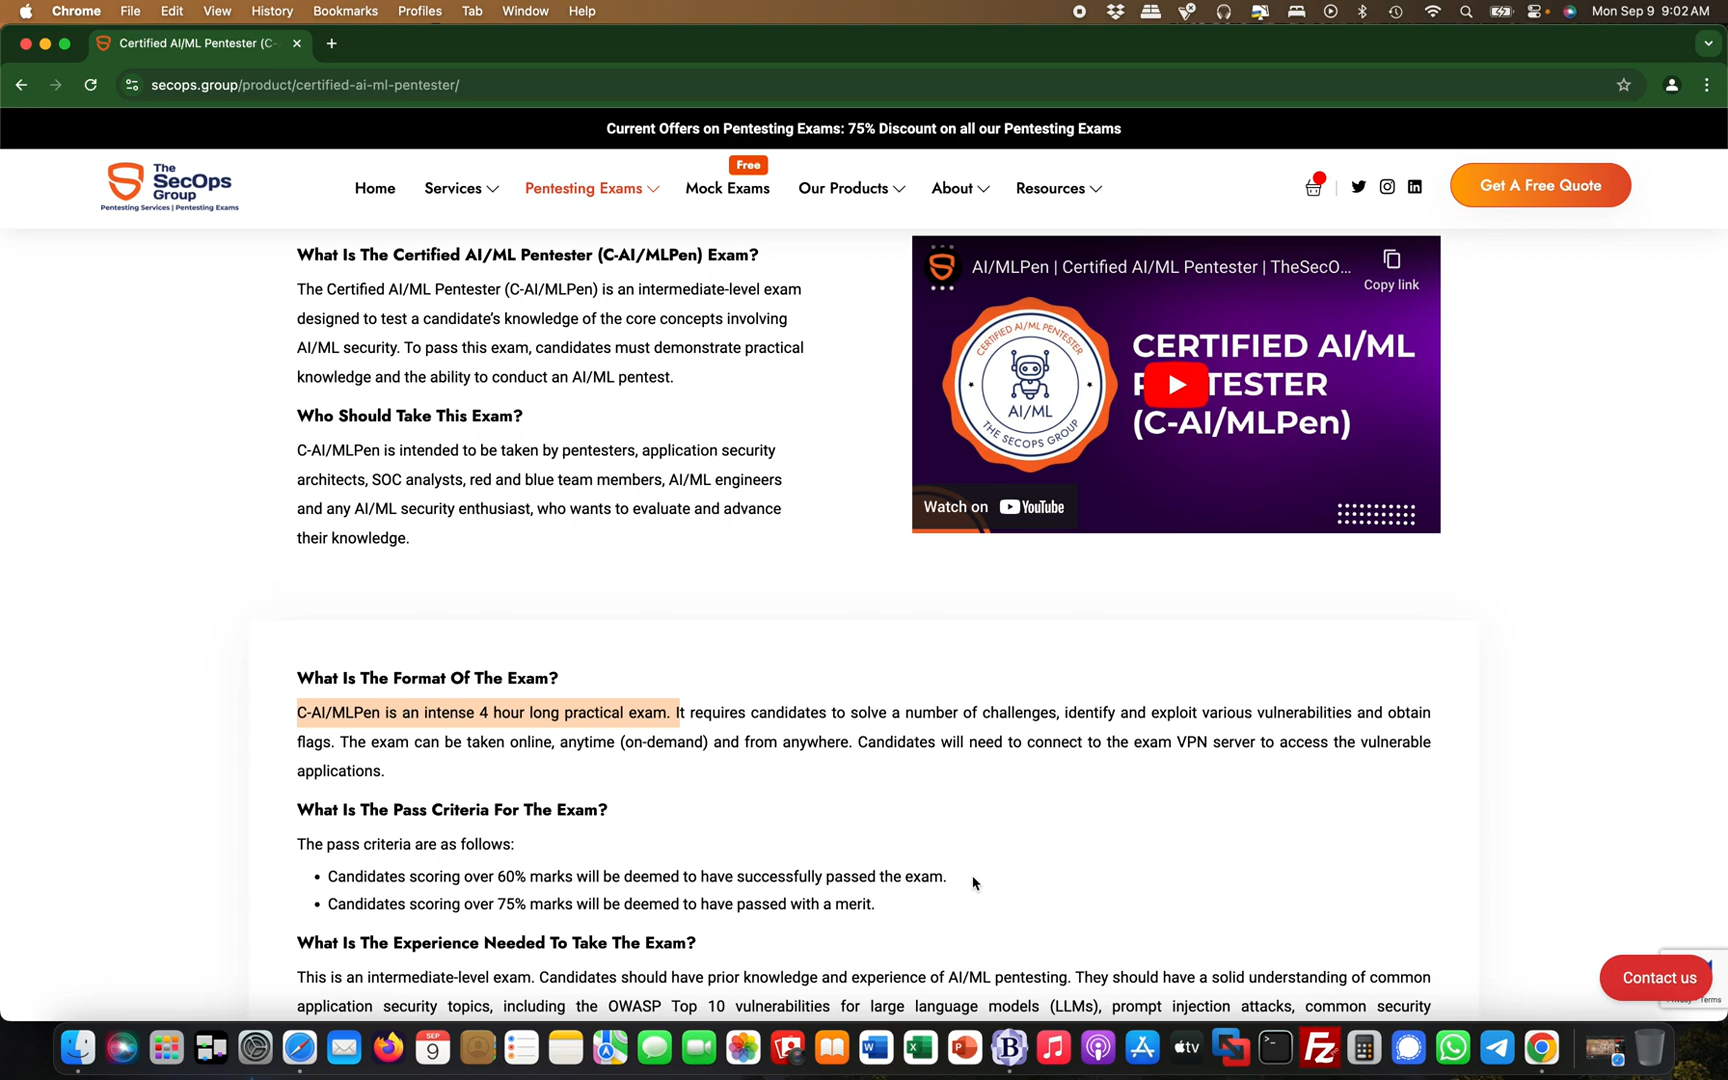 Chrome File Edit View History Bookmarks Profiles Tab Window Help Mon Sep 9 9:02 AM
Certified AI/ML Pentester (C-
secops.group/product/certified-ai-ml-pentester/
Current Offers on Pentesting Exams: 75% Discount on all our Pentesting Exams
Free
The SecOps Group
Pentesting Services | Pentesting Exams
Home Services Pentesting Exams Mock Exams Our Products About Resources Get A Free Quote
What Is The Certified AI/ML Pentester (C-AI/MLPen) Exam?
The Certified AI/ML Pentester (C-AI/MLPen) is an intermediate-level exam
designed to test a candidate's knowledge of the core concepts involving
AI/ML security. To pass this exam, candidates must demonstrate practical
knowledge and the ability to conduct an AI/ML pentest.
Who Should Take This Exam?
C-AI/MLPen is intended to be taken by pentesters, application security
architects, SOC analysts, red and blue team members, AI/ML engineers
and any AI/ML security enthusiast, who wants to evaluate and advance
their knowledge.
AI/MLPen | Certified AI/ML Pentester | TheSecO...
Copy link
CERTIFIED AI/ML PENTESTER
AI/ML
THE SECOPS GROUP
CERTIFIED AI/ML
TESTER
(C-AI/MLPen)
Watch on YouTube
What Is The Format Of The Exam?
C-AI/MLPen is an intense 4 hour long practical exam. It requires candidates to solve a number of challenges, identify and exploit various vulnerabilities and obtain
flags. The exam can be taken online, anytime (on-demand) and from anywhere. Candidates will need to connect to the exam VPN server to access the vulnerable
applications.
What Is The Pass Criteria For The Exam?
The pass criteria are as follows:
• Candidates scoring over 60% marks will be deemed to have successfully passed the exam.
• Candidates scoring over 75% marks will be deemed to have passed with a merit.
What Is The Experience Needed To Take The Exam?
This is an intermediate-level exam. Candidates should have prior knowledge and experience of AI/ML pentesting. They should have a solid understanding of common
application security topics, including the OWASP Top 10 vulnerabilities for large language models (LLMs), prompt injection attacks, common security
Contact us
SEP
9
tv